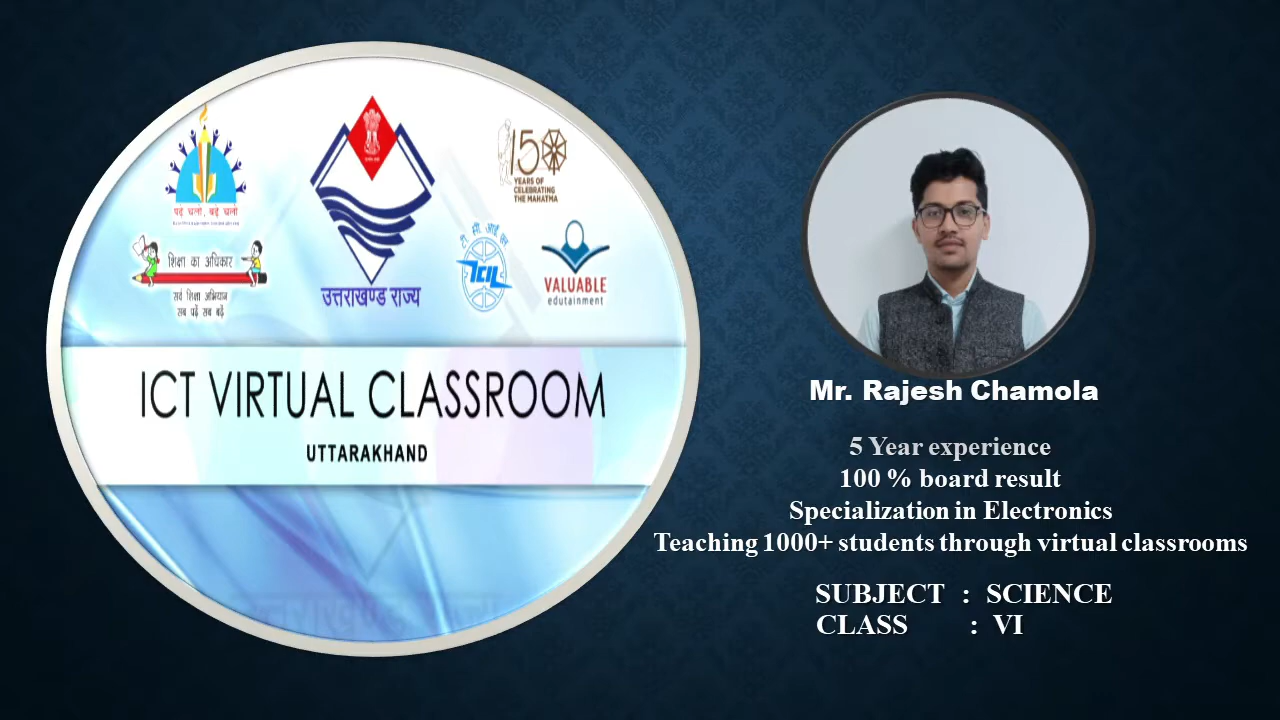 पढ़े चलो, बढ़े चलो
शिक्षा का अधिकार
सर्व शिक्षा अभियान
सब पढ़ें सब बढ़ें
उत्तराखण्ड राज्य
150
YEARS OF
CELEBRATING
THE MAHATMA
टी सी आई एल
TCIL
VALUABLE
edutainment
ICT VIRTUAL CLASSROOM
UTTARAKHAND
Mr. Rajesh Chamola
5 Year experience
100 % board result
Specialization in Electronics
Teaching 1000+ students through virtual classrooms
SUBJECT : SCIENCE
CLASS : VI